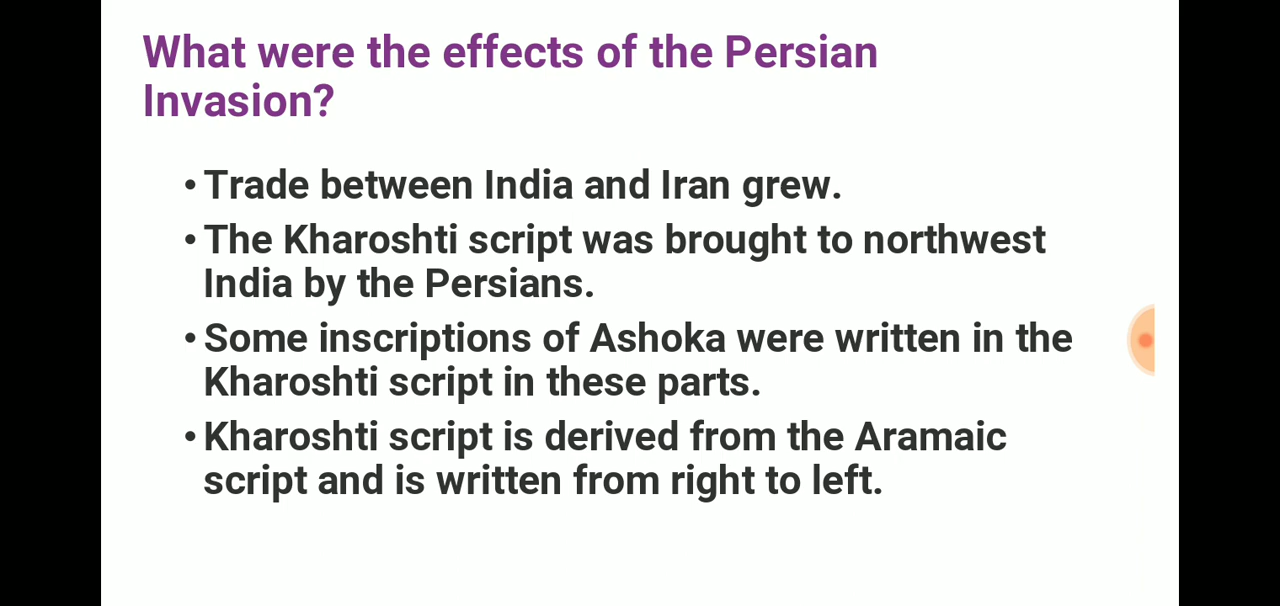 What were the effects of the Persian
Invasion?
• Trade between India and Iran grew.
• The Kharoshti script was brought to northwest
India by the Persians.
• Some inscriptions of Ashoka were written in the
Kharoshti script in these parts.
• Kharoshti script is derived from the Aramaic
script and is written from right to left.